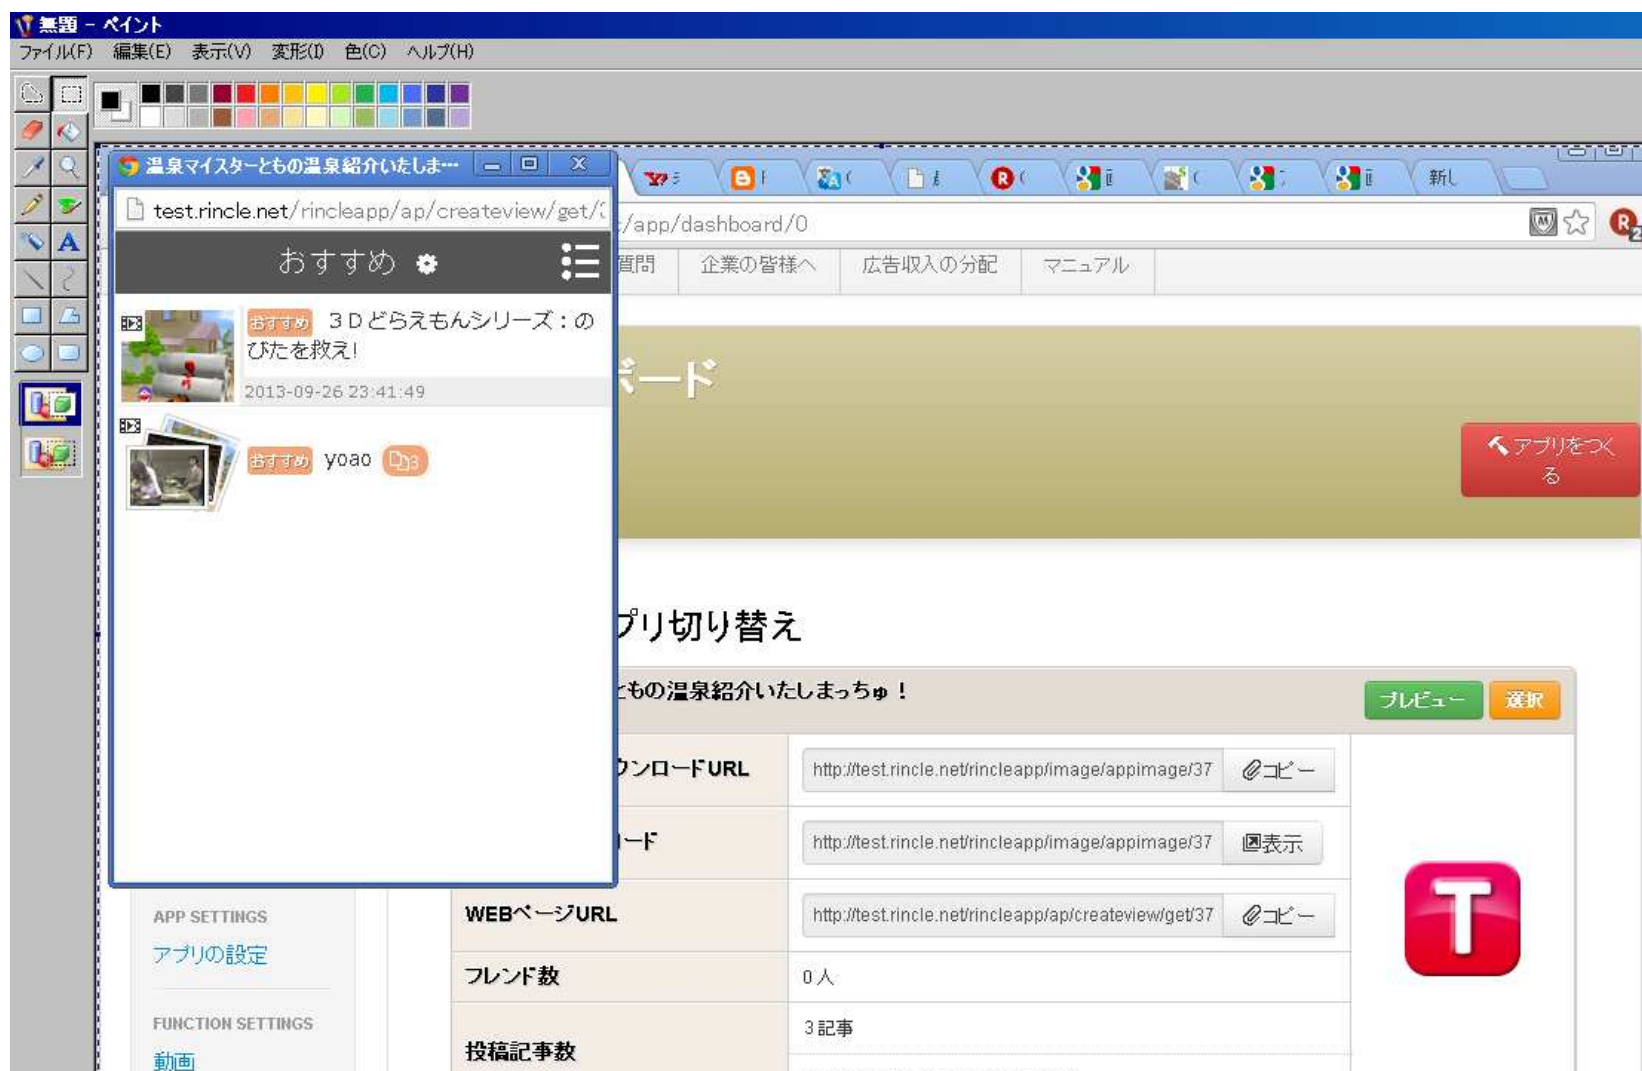 無題 - ペイント
ファイル(F) 編集(E) 表示(V) 変形(I) 色(C) ヘルプ(H)
温泉マイスターともの温泉紹介いたしま…
新し
test.rincle.net/rincleapp/ap/createview/get/
/app/dashboard/0
おすすめ
質問 企業の皆様へ 広告収入の分配 マニュアル
おすすめ ３Ｄどらえもんシリーズ：の
びたを救え!
2013-09-26 23:41:49
ボード
おすすめ yoao 3
アプリをつく
る
プリ切り替え
ともの温泉紹介いたしまっちゅ！
プレビュー 選択
ウンロードURL http://test.rincle.net/rincleapp/image/appimage/37 コピー
コード http://test.rincle.net/rincleapp/image/appimage/37 表示
T
APP SETTINGS
アプリの設定
FUNCTION SETTINGS
動画
WEBページURL http://test.rincle.net/rincleapp/ap/createview/get/37 コピー
フレンド数 0人
投稿記事数 3記事